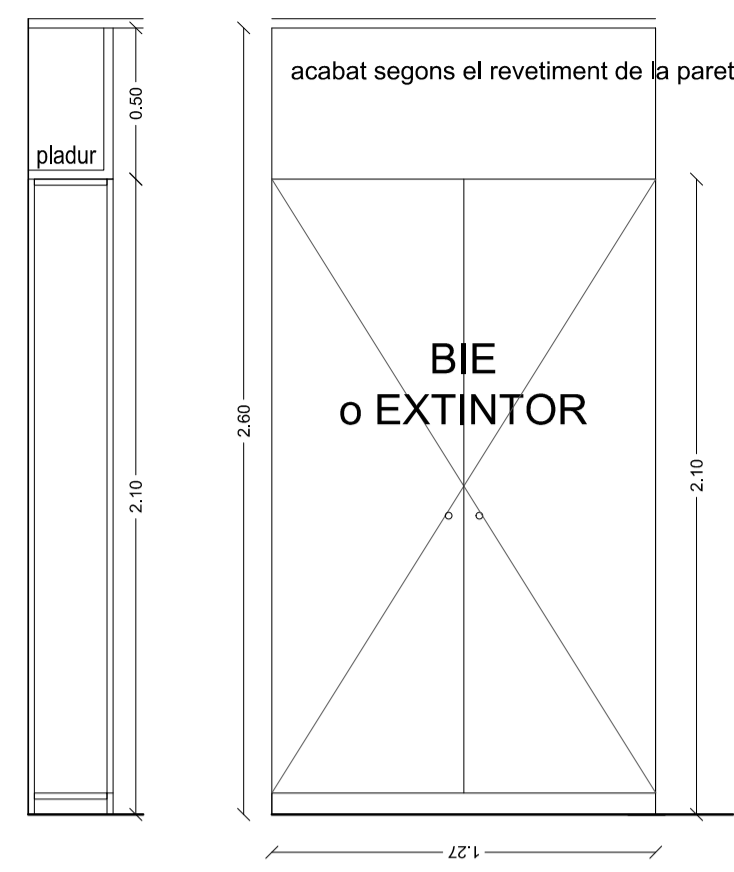 acabat segons el revetiment de la paret
0.50
pladur
BIE
o EXTINTOR
2.60
2.10
2.10
1.27